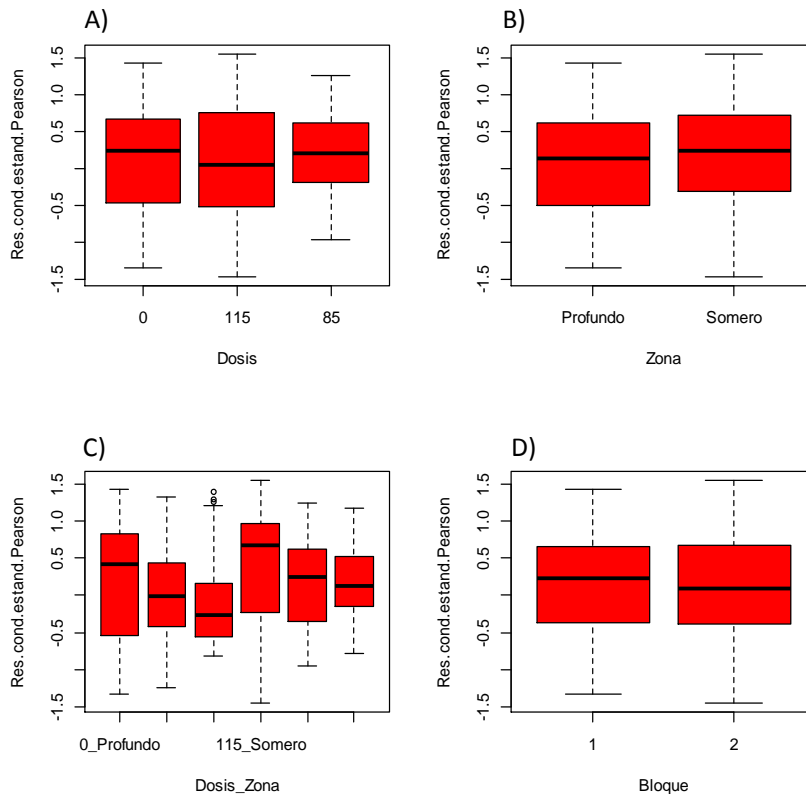 A)
Res.cond.estand.Pearson
1.5
1.0
0.5
-0.5
-1.5
0 115 85
Dosis
B)
Res.cond.estand.Pearson
1.5
1.0
0.5
-0.5
-1.5
Profundo Somero
Zona
C)
Res.cond.estand.Pearson
1.5
1.0
0.5
-0.5
-1.5
0_Profundo 115_Somero
Dosis_Zona
D)
Res.cond.estand.Pearson
1.5
1.0
0.5
-0.5
-1.5
1 2
Bloque